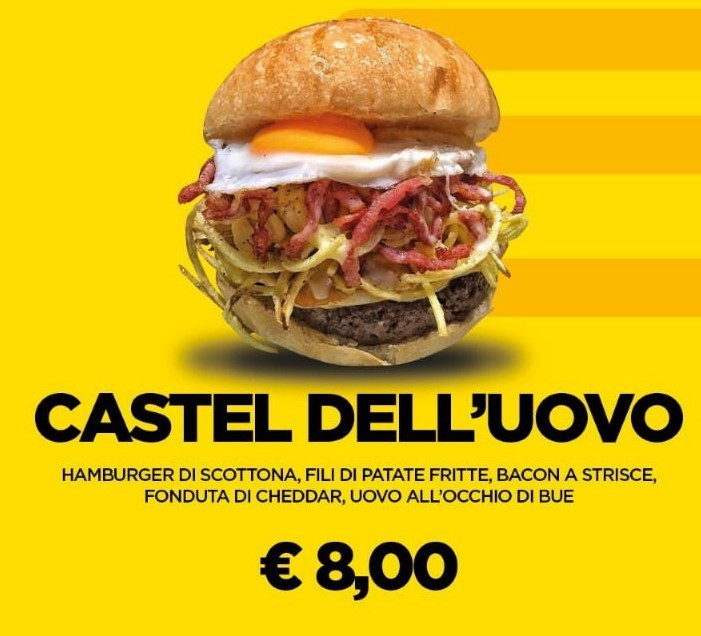 CASTEL DELL'UOVO
HAMBURGER DI SCOTTONA, FILI DI PATATE FRITTE, BACON A STRISCE,
FONDUTA DI CHEDDAR, UOVO ALL'OCCHIO DI BUE
€ 8,00